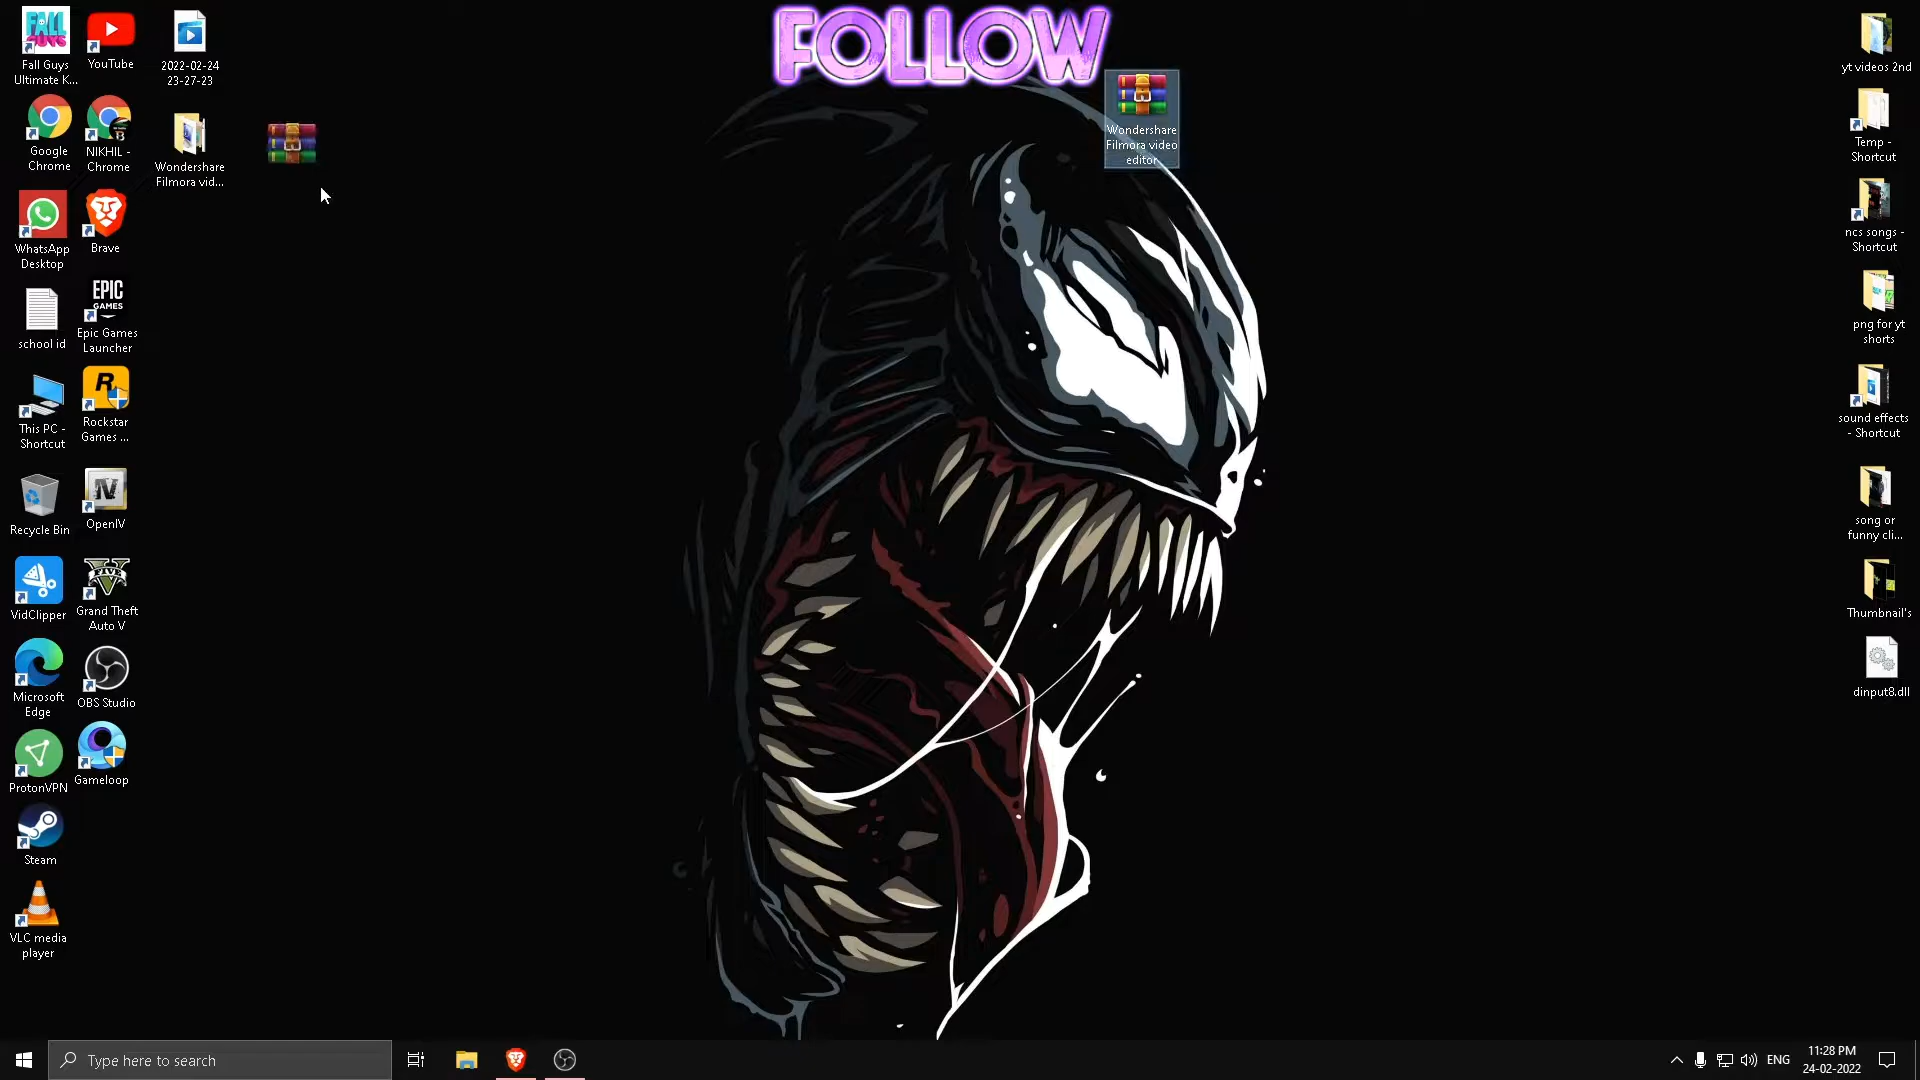 FOLLOW
Fall Guys
Ultimate K...
YouTube
2022-02-24
23-27-23
Google
Chrome
NIKHIL -
Chrome
Wondershare
Filmora vid...
Wondershare
Filmora video
editor
WhatsApp
Desktop
Brave
school id
EPIC
GAMES
Epic Games
Launcher
This PC -
Shortcut
Rockstar
Games ...
Recycle Bin
OpenIV
VidClipper
FIVE
Grand Theft
Auto V
Microsoft
Edge
OBS Studio
ProtonVPN
Gameloop
Steam
VLC media
player
yt videos 2nd
Temp -
Shortcut
ncs songs -
Shortcut
png for yt
shorts
sound effects
- Shortcut
song or
funny cli...
Thumbnail's
dinput8.dll
Type here to search
ENG
11:28 PM
24-02-2022